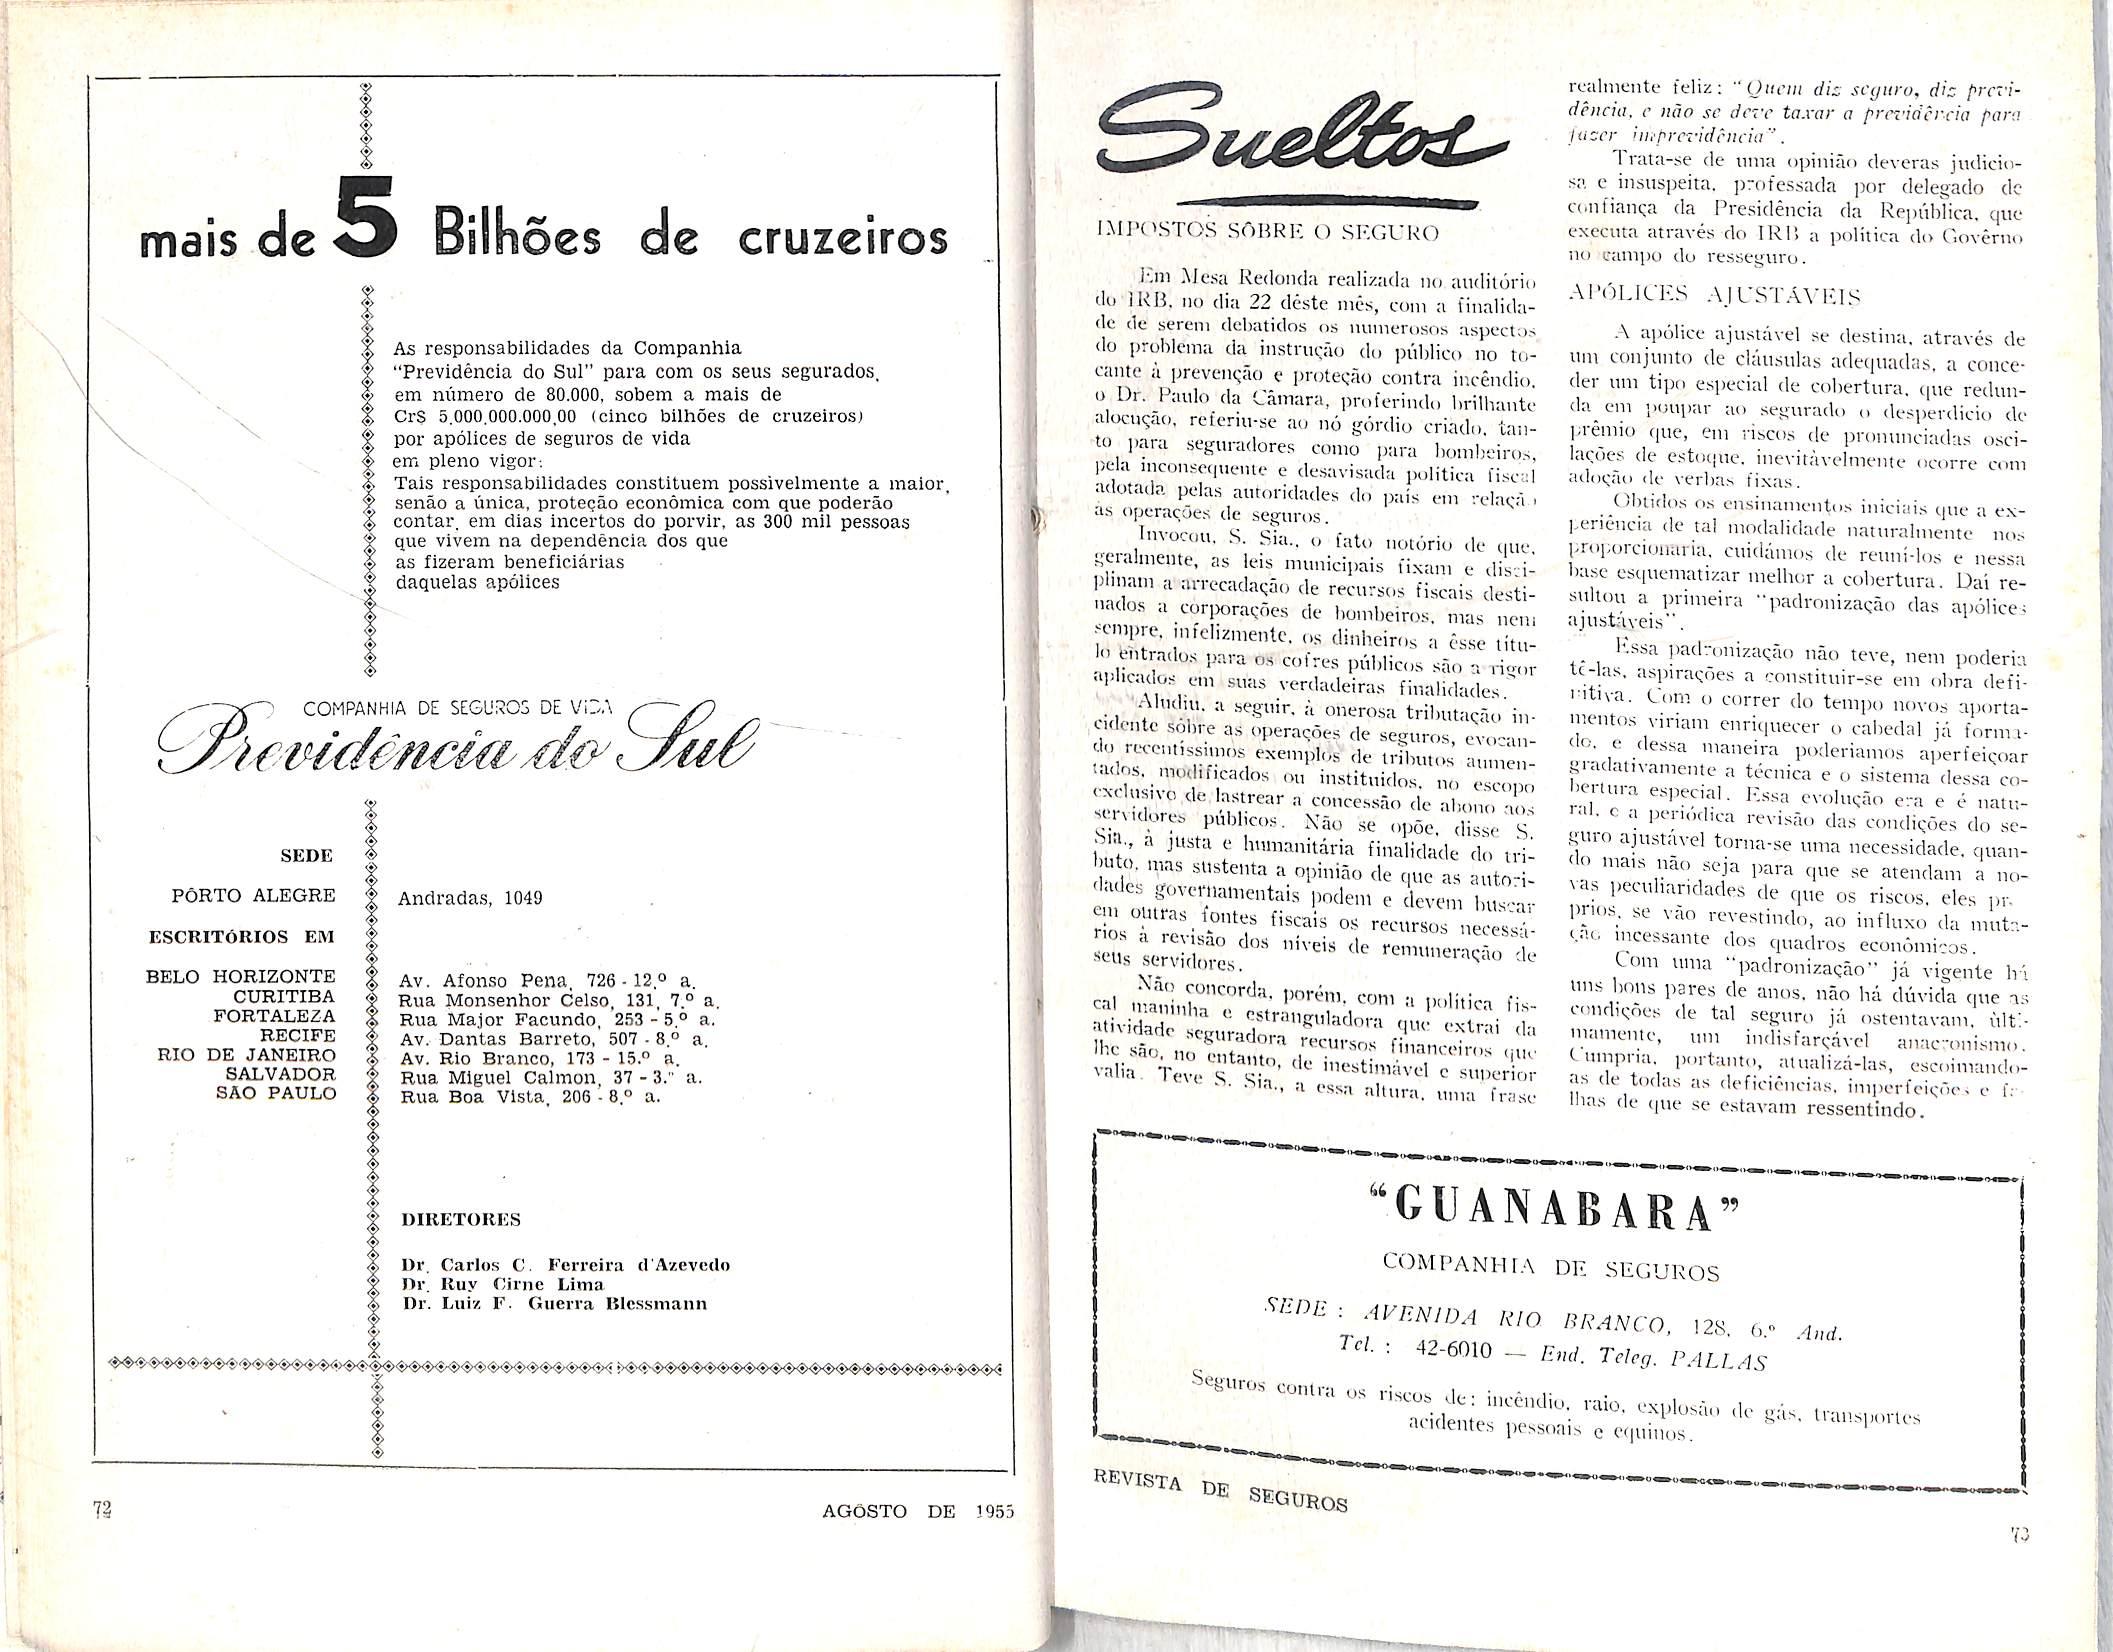 mais de 5 Bilhões de cruzeiros
As responsabilidades da Companhia
"Previdência do Sul" para com os seus segurados,
em número de 80.000, sobem a mais de
Cr$ 5.000.000.000,00 (cinco bilhões de cruzeiros)
por apólices de seguros de vida
em pleno vigor:
Tais responsabilidades constituem possivelmente a maior,
senão a única, proteção econômica com que poderão
contar, em dias incertos do porvir, as 300 mil pessoas
que vivem na dependência dos que
as fizeram beneficiárias
daquelas apólices
COMPANHIA DE SEGUROS DE VIDA
Previdência do Sul
SEDE
PÔRTO ALEGRE Andradas, 1049
ESCRITÓRIOS EM
BELO HORIZONTE Av. Afonso Pena, 726 - 12.º a.
CURITIBA Rua Monsenhor Celso, 131, 7.º a.
FORTALEZA Rua Major Facundo, 253 - 5.º a.
RECIFE Av. Dantas Barreto, 507 - 8.º a.
RIO DE JANEIRO Av. Rio Branco, 173 - 15.º a.
SALVADOR Rua Miguel Calmon, 37 - 3.º a.
SÃO PAULO Rua Boa Vista, 206 - 8.º a.
DIRETORES
Dr. Carlos C. Ferreira d'Azevedo
Dr. Ruy Cirne Lima
Dr. Luiz F. Guerra Blessmann
72
AGÔSTO DE 1955
Sueltos
IMPOSTOS SÔBRE O SEGURO
Em Mesa Redonda realizada no auditório
do IRB, no dia 22 dêste mês, com a finalida-
de de serem debatidos os numerosos aspectos
do problema da instrução do público no to-
cante à prevenção e proteção contra incêndio,
o Dr. Paulo da Câmara, proferindo brilhante
alocução, referiu-se ao nó górdio criado, tan-
to para seguradores como para bombeiros,
pela inconsequente e desavisada política fiscal
adotada pelas autoridades do país em relação
às operações de seguros.
Invocou, S. Sia., o fato notório de que,
geralmente, as leis municipais fixam e disci-
plinam a arrecadação de recursos fiscais desti-
nados a corporações de bombeiros, mas nem
sempre, infelizmente, os dinheiros a êsse títu-
lo entrados para os cofres públicos são a rigor
aplicados em suas verdadeiras finalidades.
Aludiu, a seguir, à onerosa tributação in-
cidente sôbre as operações de seguros, evocan-
do recentíssimos exemplos de tributos aumen-
tados, modificados ou instituidos, no escopo
exclusivo de lastrear a concessão de abono aos
servidores públicos. Não se opõe, disse S.
Sia., à justa e humanitária finalidade do tri-
buto, mas sustenta a opinião de que as autori-
dades governamentais podem e devem buscar
em outras fontes fiscais os recursos necessá-
rios à revisão dos níveis de remuneração de
seus servidores.
Não concorda, porém, com a política fis-
cal maninha e estranguladora que extrai da
atividade seguradora recursos financeiros que
lhe são, no entanto, de inestimável e superior
valia. Teve S. Sia., a essa altura, uma frase
realmente feliz: "Quem diz seguro, diz previ-
dência, e não se deve taxar a previdência para
fazer imprevidência".
Trata-se de uma opinião deveras judicio-
sa e insuspeita, professada por delegado de
confiança da Presidência da República, que
executa através do IRB a política do Govêrno
no campo do resseguro.
APÓLICES AJUSTÁVEIS
A apólice ajustável se destina, através de
um conjunto de cláusulas adequadas, a conce-
der um tipo especial de cobertura, que redun-
da em poupar ao segurado o desperdicio de
prêmio que, em riscos de pronunciadas osci-
lações de estoque, inevitàvelmente ocorre com
adoção de verbas fixas.
Obtidos os ensinamentos iniciais que a ex-
periência de tal modalidade naturalmente nos
proporcionaria, cuidámos de reuní-los e nessa
base esquematizar melhor a cobertura. Daí re-
sultou a primeira "padronização das apólices
ajustáveis".
Essa padronização não teve, nem poderia
tê-las, aspirações a constituir-se em obra defi-
nitiva. Com o correr do tempo novos aporta-
mentos viriam enriquecer o cabedal já forma-
do, e dessa maneira poderiamos aperfeiçoar
gradativamente a técnica e o sistema dessa co-
bertura especial. Essa evolução era e é natu-
ral, e a periódica revisão das condições do se-
guro ajustável torna-se uma necessidade, quan-
do mais não seja para que se atendam a no-
vas peculiaridades de que os riscos, eles pró-
prios, se vão revestindo, ao influxo da muta-
ção incessante dos quadros econômicos.
Com uma "padronização" já vigente há
uns bons pares de anos, não há dúvida que as
condições de tal seguro já ostentavam, ùlti-
mamente, um indisfarçável anacronismo.
Cumpria, portanto, atualizá-las, escoimando-
as de todas as deficiências, imperfeições e fa-
lhas de que se estavam ressentindo.
"GUANABARA"
COMPANHIA DE SEGUROS
SEDE : AVENIDA RIO BRANCO, 128, 6.º And.
Tel. : 42-6010 — End. Teleg. PALLAS
Seguros contra os riscos de: incêndio, raio, explosão de gás, transportes
acidentes pessoais e equinos.
REVISTA DE SEGUROS
73